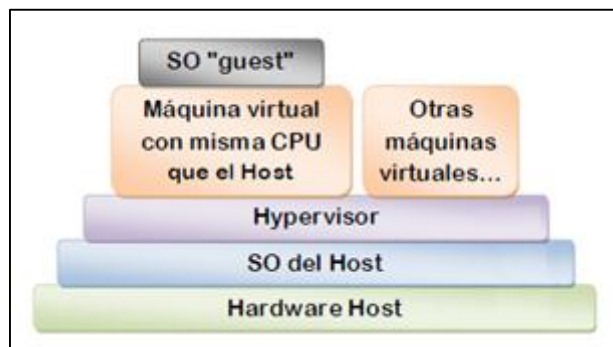 SO "guest"
Máquina virtual
con misma CPU
que el Host
Otras
máquinas
virtuales...
Hypervisor
SO del Host
Hardware Host